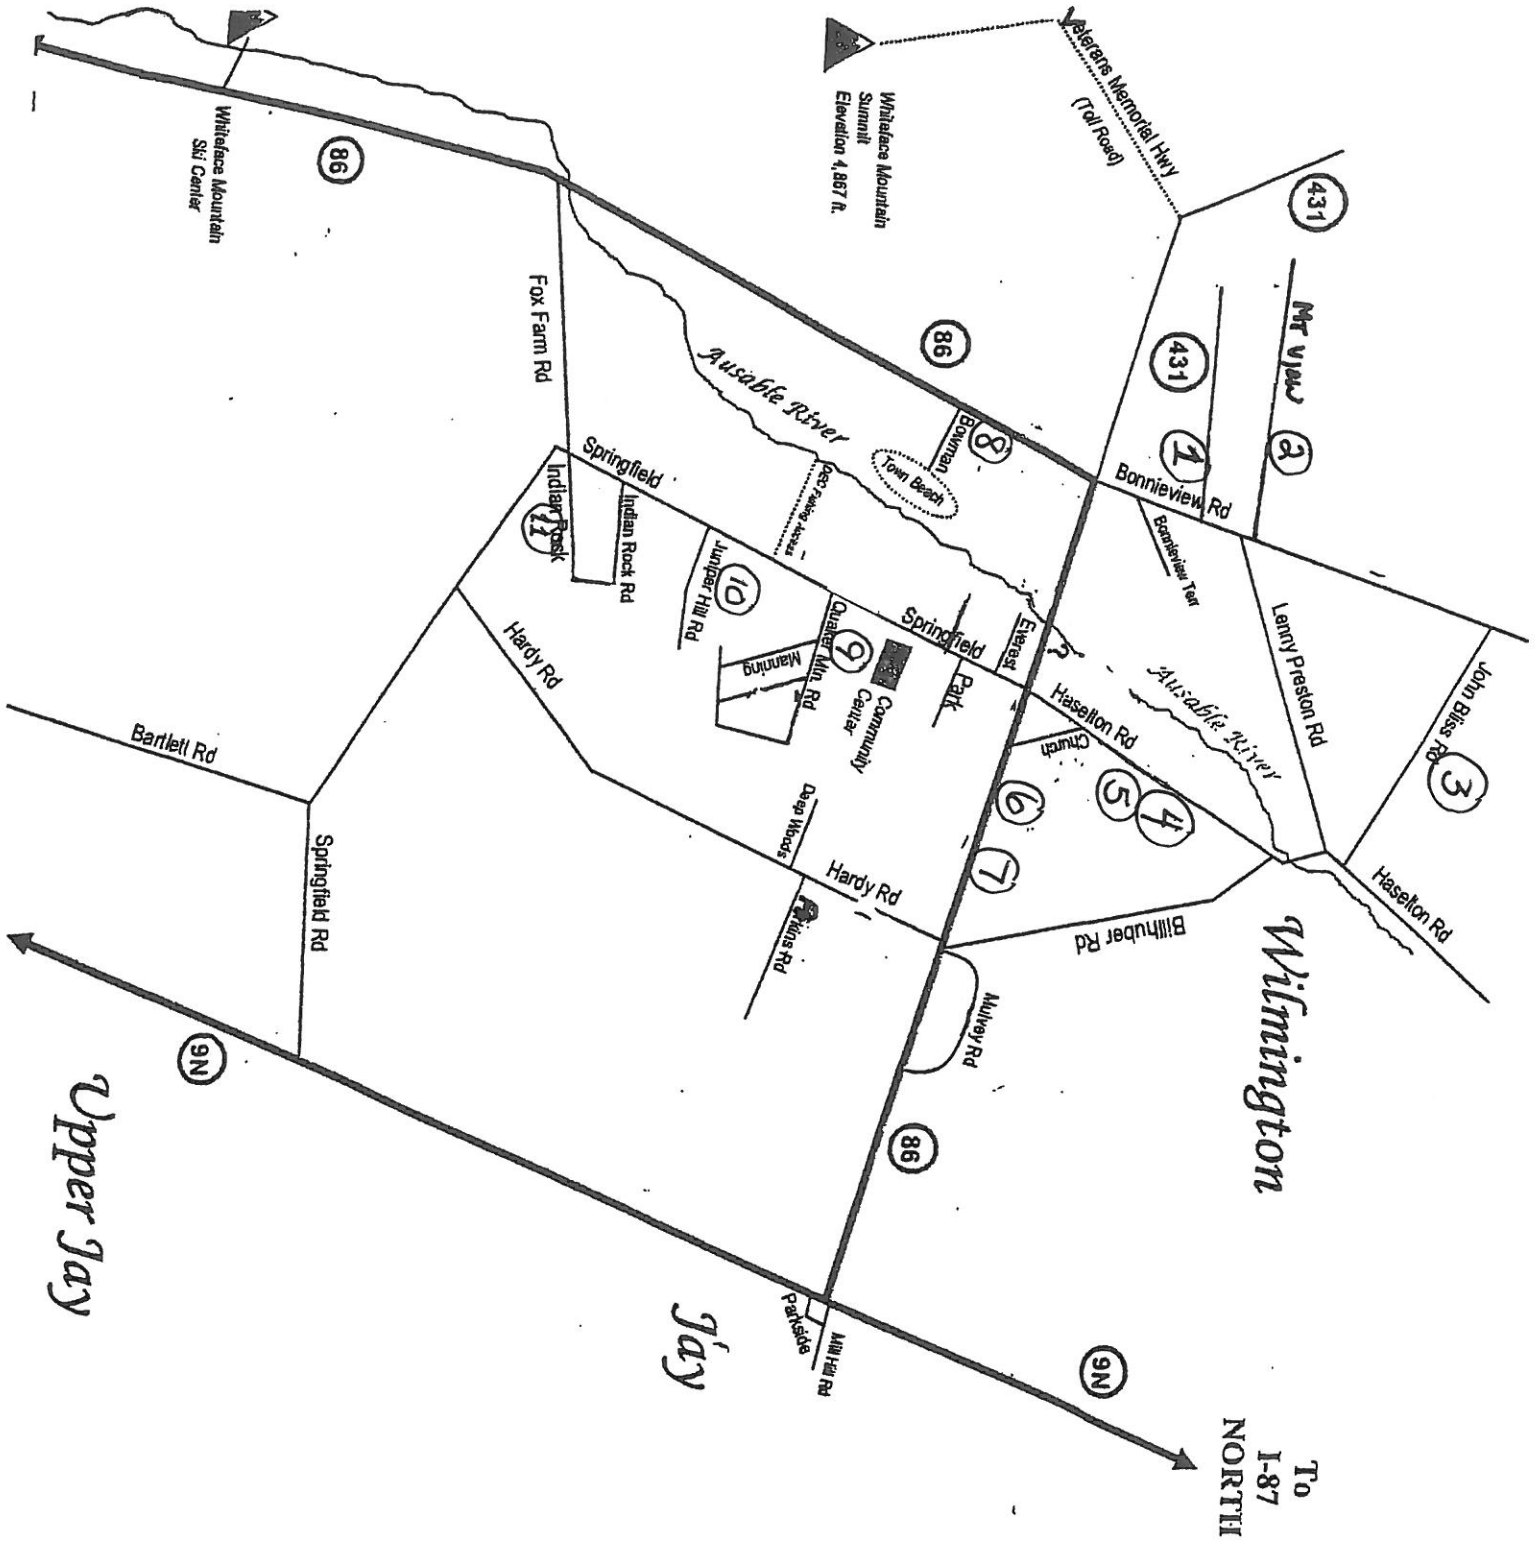 To
I-87
NORTH
John Bliss Rd
3
Haselton Rd
Wilmington
Mt View
2
431
Lenny Preston Rd
Bonnieview Rd
Bonnieview Terr
1
431
Ausable River
Veterans Memorial Hwy
(Toll Road)
Haselton Rd
Church
5
4
Billhuber Rd
9N
Everest
6
7
Mulvey Rd
86
8
Bowman
Town Beach
Springfield
Park
86
Whiteface Mountain
Summit
Elevation 4,867 ft.
Community
Center
Hardy Rd
Mill Hill Rd
Parkside
DEC Fishing Access
Quaker Mtn. Rd
9
Manning
Deep Woods
Perkins Rd
Ausable River
Juniper Hill Rd
10
Jay
Springfield
Indian Rock Rd
Indian Rock
11
Fox Farm Rd
Hardy Rd
86
Springfield Rd
Whiteface Mountain
Ski Center
Bartlett Rd
9N
Upper Jay